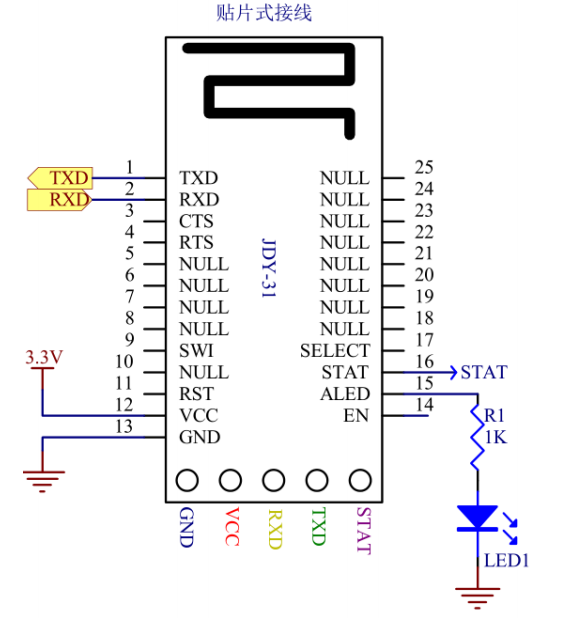 贴片式接线
TXD 1 TXD NULL 25
RXD 2 RXD NULL 24
3 CTS NULL 23
4 RTS NULL 22
5 NULL NULL 21
6 NULL NULL 20
7 NULL NULL 19
8 NULL NULL 18
9 SWI SELECT 17
3.3V 10 NULL STAT 16 STAT
11 RST ALED 15
12 VCC EN 14
13 GND
JDY-31
R1
1K
LED1
GND VCC RXD TXD STAT